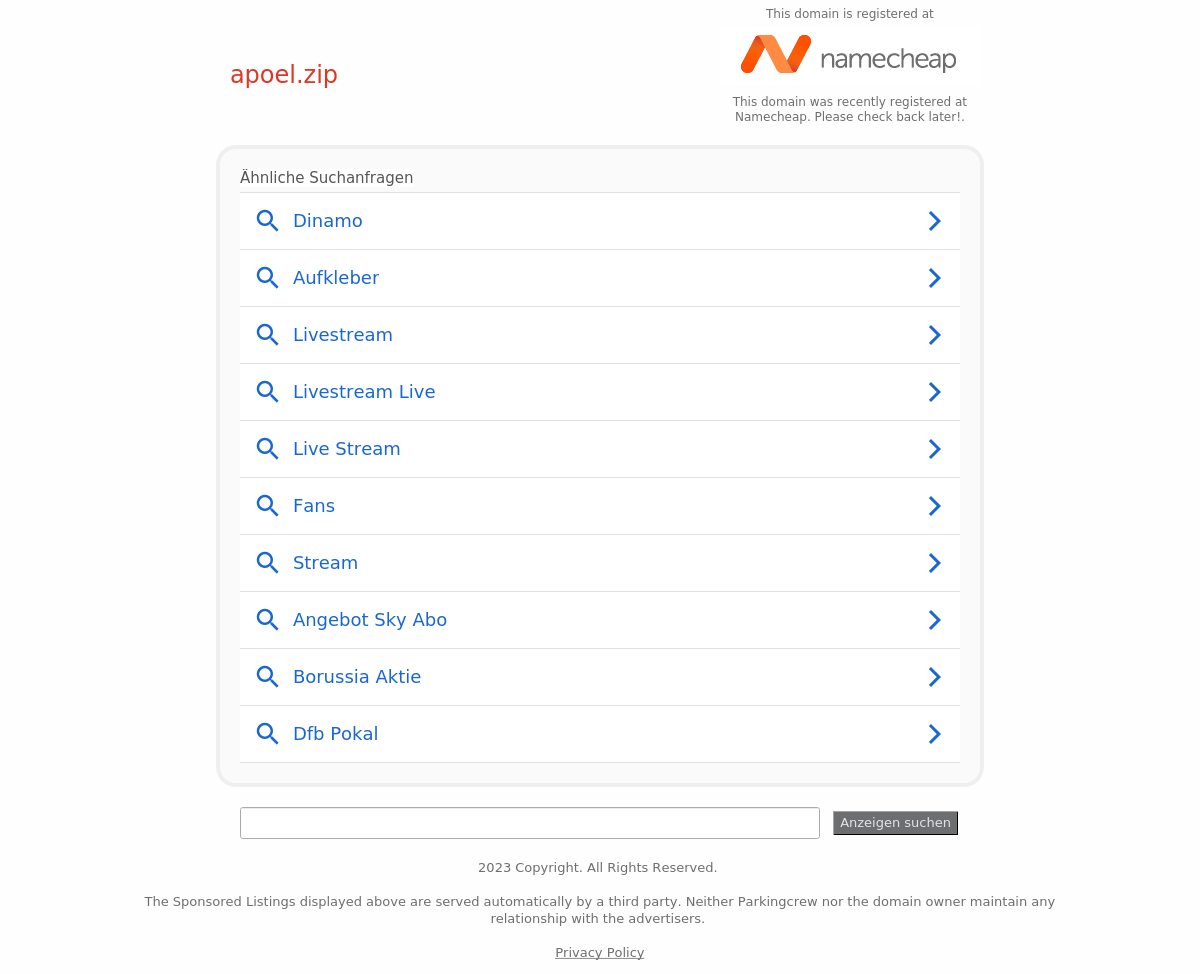 This domain is registered at
namecheap
apoel.zip
This domain was recently registered at
Namecheap. Please check back later!.
Ähnliche Suchanfragen
Dinamo
Aufkleber
Livestream
Livestream Live
Live Stream
Fans
Stream
Angebot Sky Abo
Borussia Aktie
Dfb Pokal
Anzeigen suchen
2023 Copyright. All Rights Reserved.
The Sponsored Listings displayed above are served automatically by a third party. Neither Parkingcrew nor the domain owner maintain any
relationship with the advertisers.
Privacy Policy